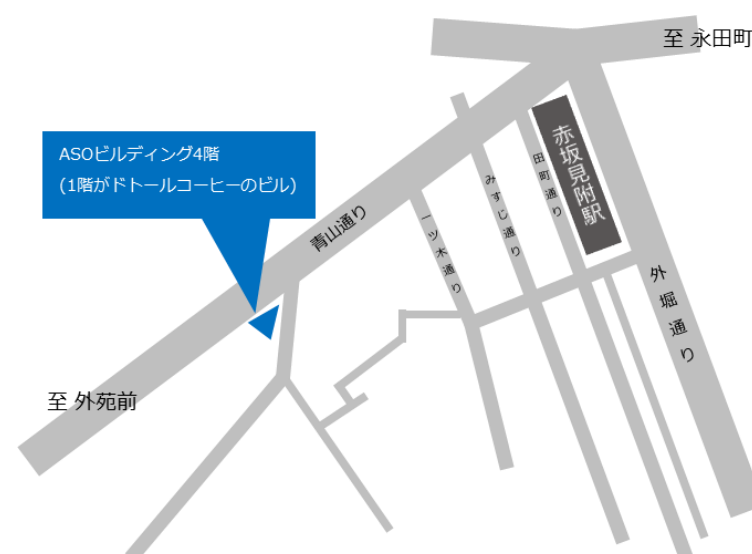 至 永田町
ASOビルディング4階
(1階がドトールコーヒーのビル)
赤坂見附駅
田町通り
みすじ通り
一ツ木通り
青山通り
外堀通り
至 外苑前